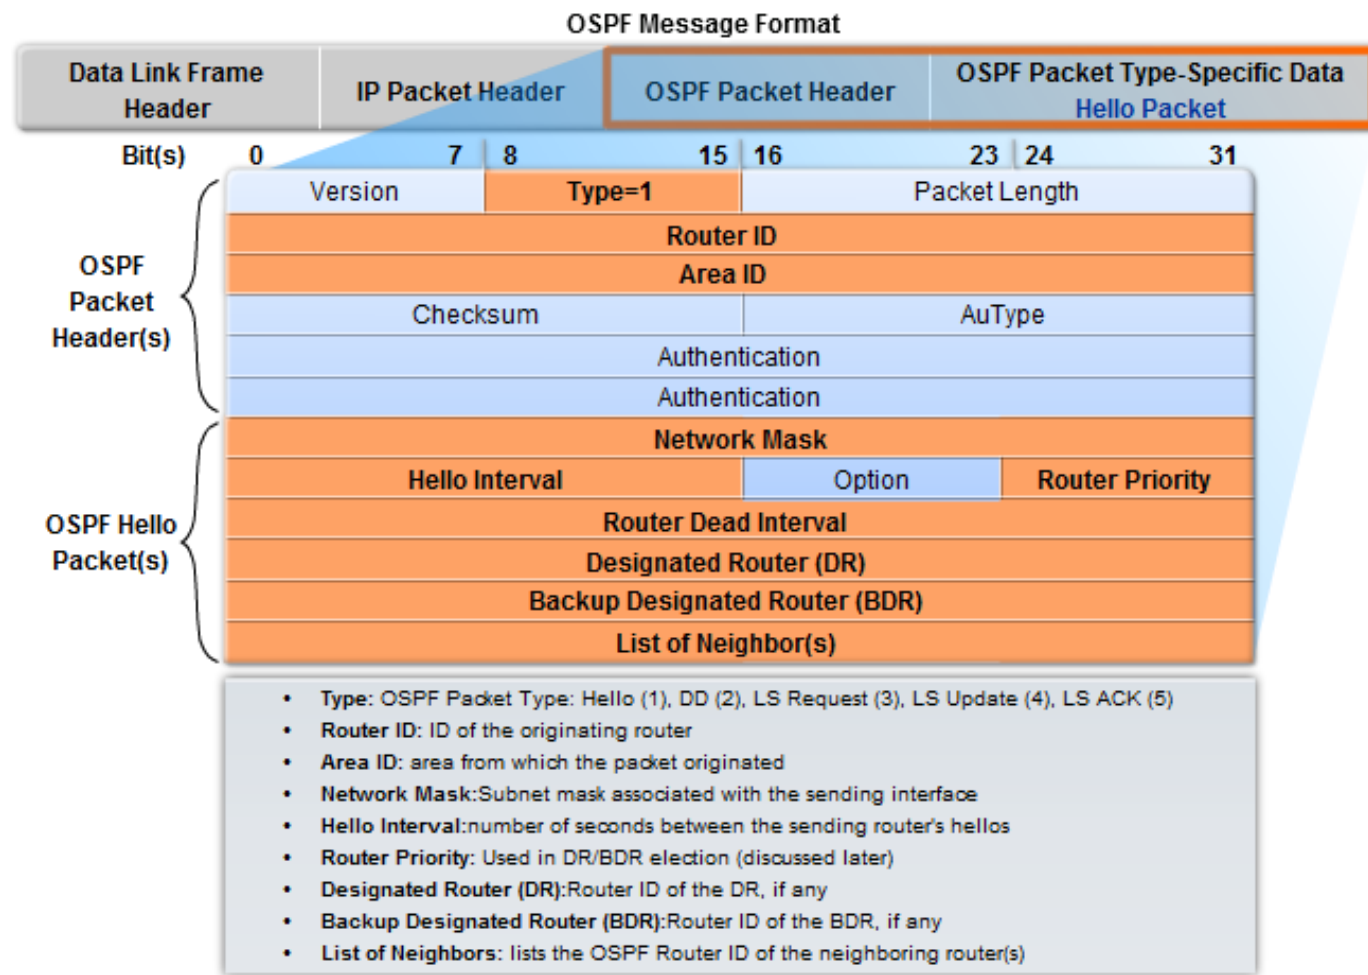 OSPF Message Format
Data Link Frame
Header
IP Packet Header
OSPF Packet Header
OSPF Packet Type-Specific Data
Hello Packet
Bit(s) 0 7 8 15 16 23 24 31
Version Type=1 Packet Length
Router ID
Area ID
OSPF
Packet
Header(s)
Checksum AuType
Authentication
Authentication
Network Mask
Hello Interval Option Router Priority
OSPF Hello
Packet(s)
Router Dead Interval
Designated Router (DR)
Backup Designated Router (BDR)
List of Neighbor(s)
• Type: OSPF Packet Type: Hello (1), DD (2), LS Request (3), LS Update (4), LS ACK (5)
• Router ID: ID of the originating router
• Area ID: area from which the packet originated
• Network Mask:Subnet mask associated with the sending interface
• Hello Interval:number of seconds between the sending router's hellos
• Router Priority: Used in DR/BDR election (discussed later)
• Designated Router (DR):Router ID of the DR, if any
• Backup Designated Router (BDR):Router ID of the BDR, if any
• List of Neighbors: lists the OSPF Router ID of the neighboring router(s)